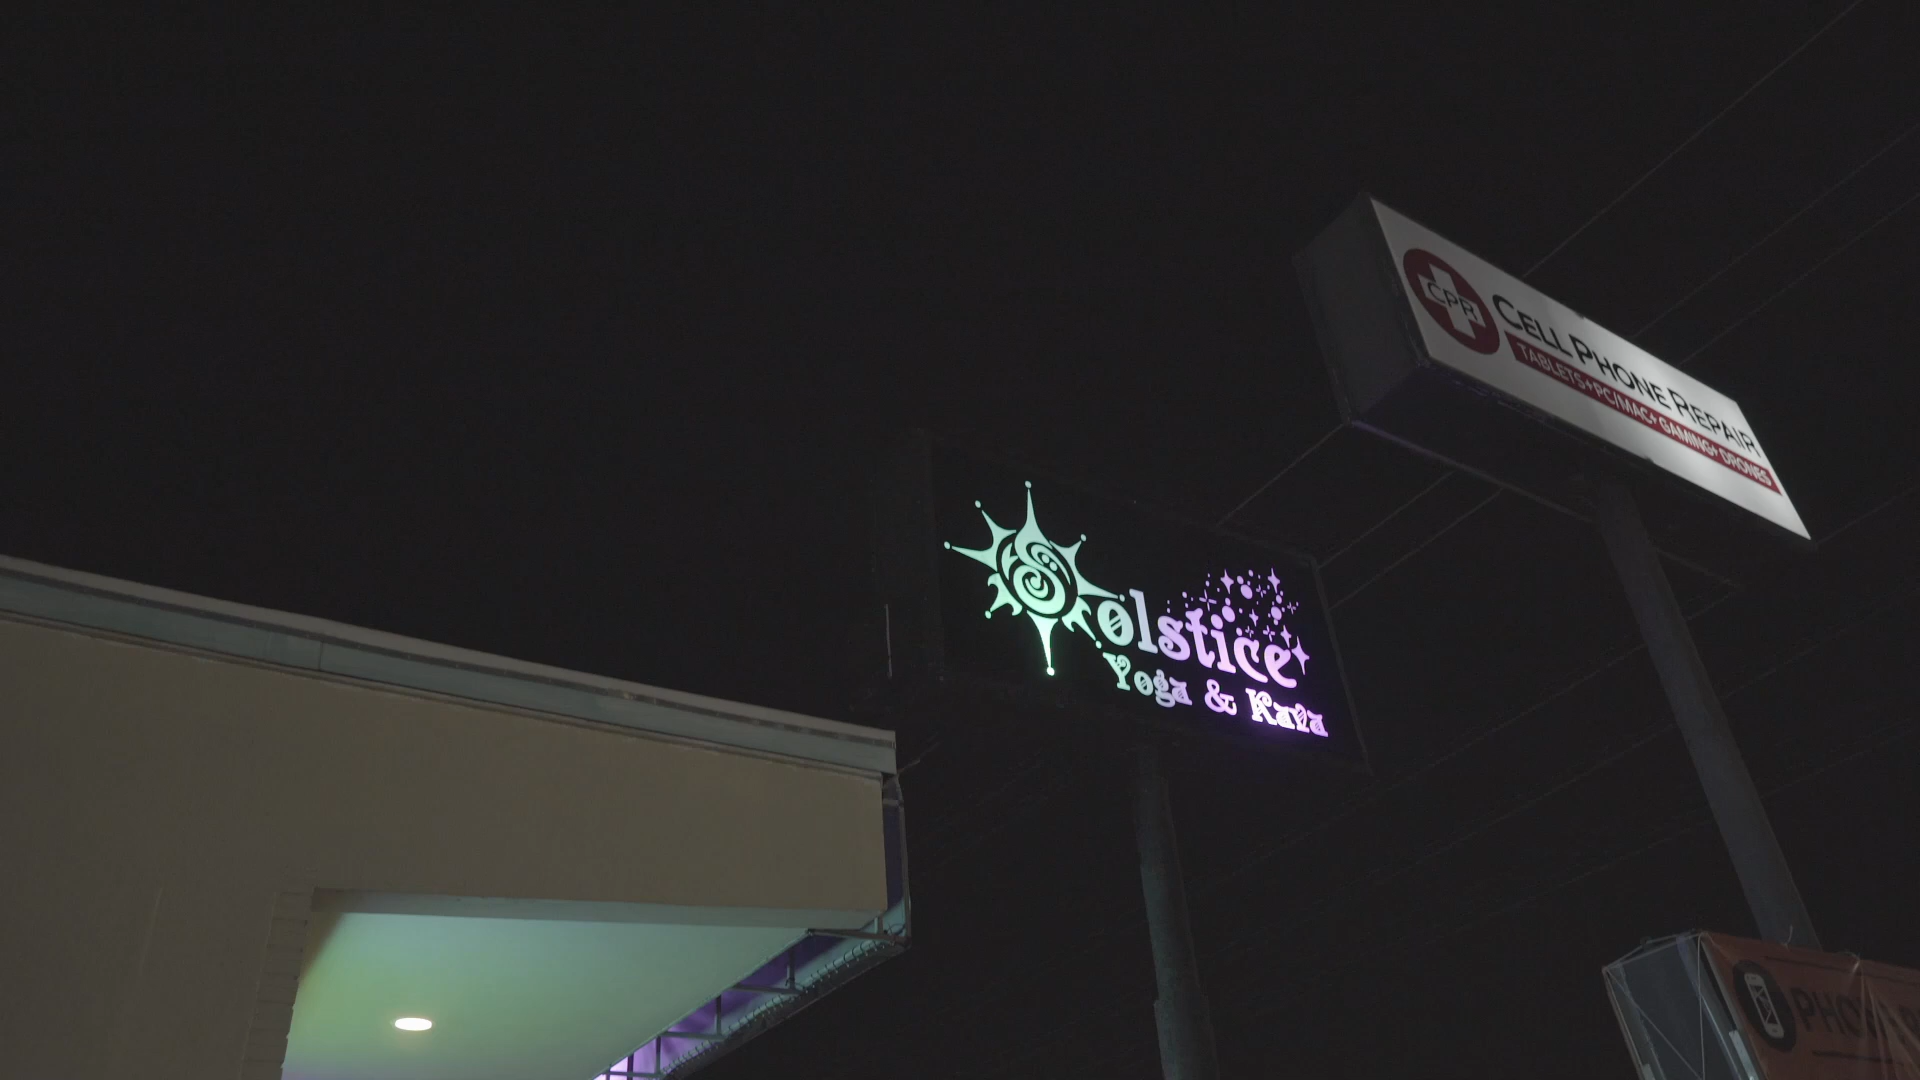 Solstice
Yoga & Kava
CPR
CELL PHONE REPAIR
TABLETS+PC/MAC+GAMING+DRONES